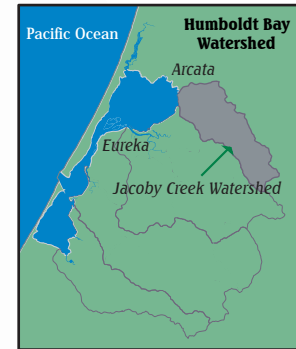 Pacific Ocean
Humboldt Bay
Watershed
Arcata
Eureka
Jacoby Creek Watershed